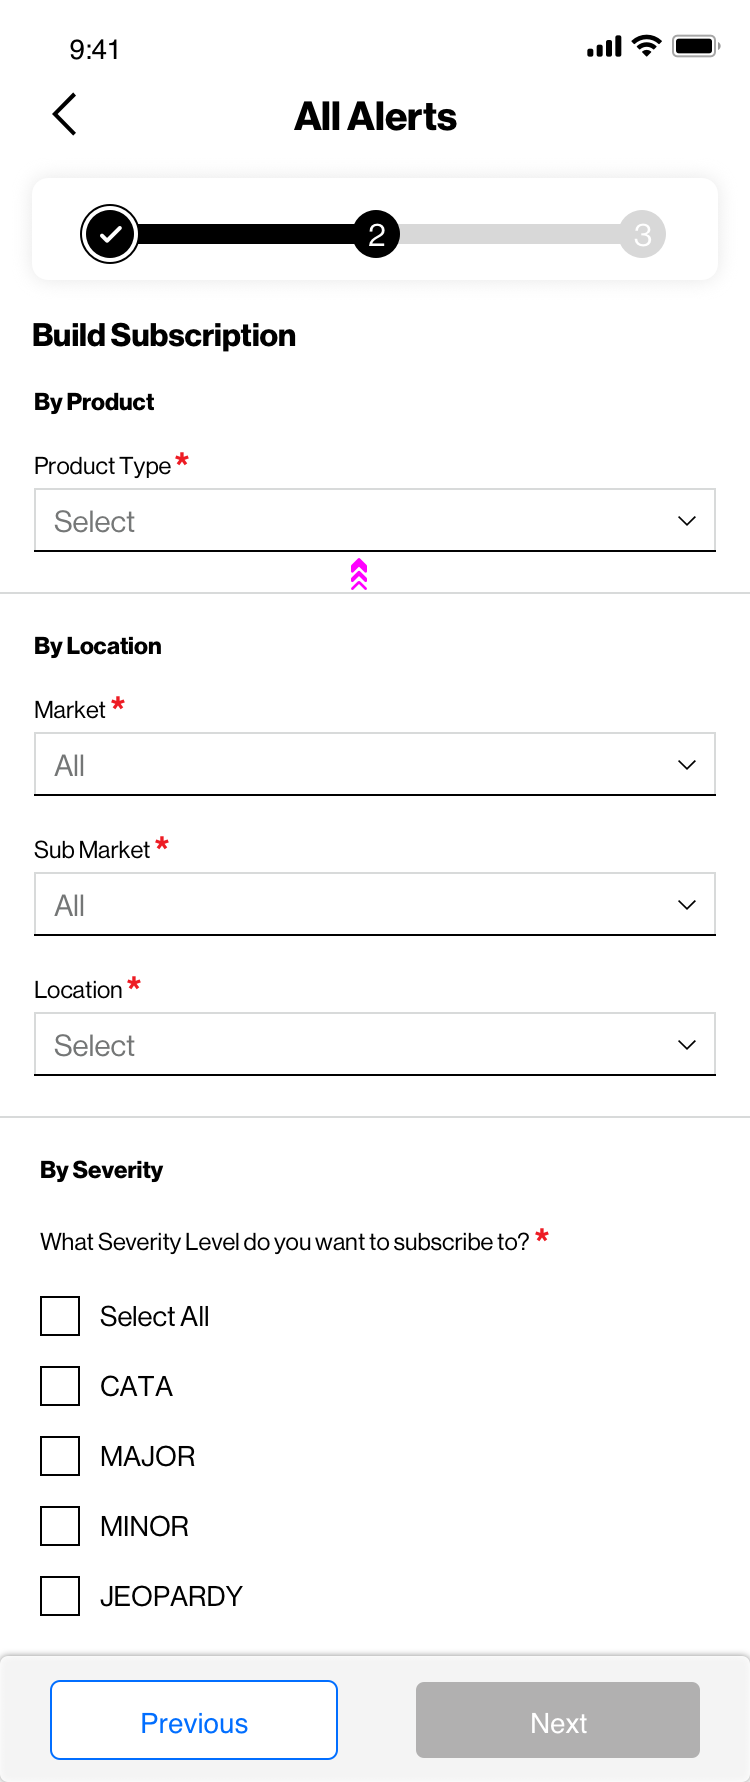 9:41
All Alerts
2
3
Build Subscription
By Product
Product Type *
Select
By Location
Market *
All
Sub Market *
All
Location *
Select
By Severity
What Severity Level do you want to subscribe to? *
Select All
CATA
MAJOR
MINOR
JEOPARDY
Previous
Next